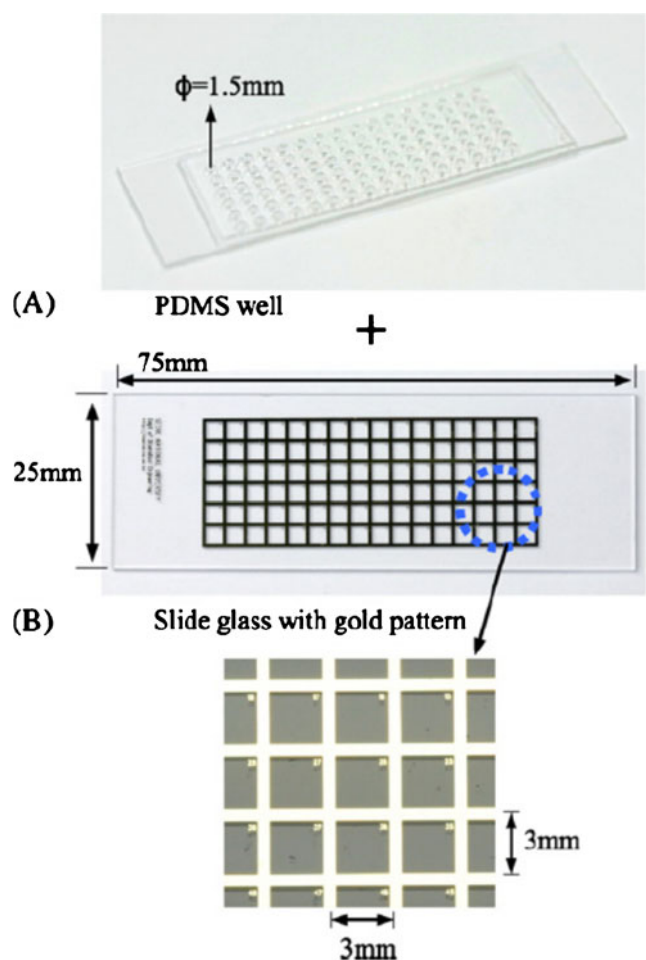 ϕ=1.5mm
(A) PDMS well
+
75mm
25mm
(B) Slide glass with gold pattern
3mm
3mm